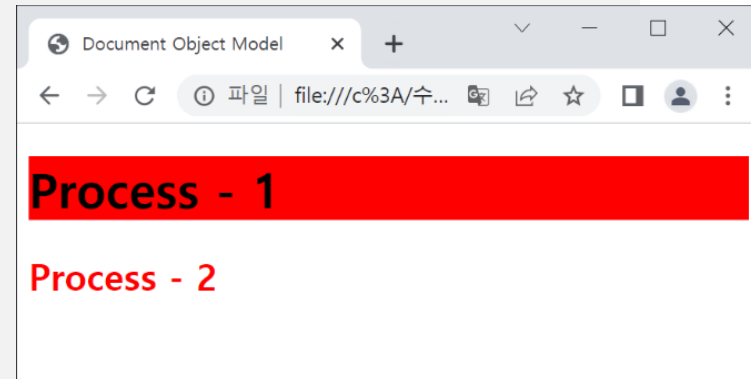 Document Object Model
파일 file:///c%3A/수...
Process - 1
Process - 2